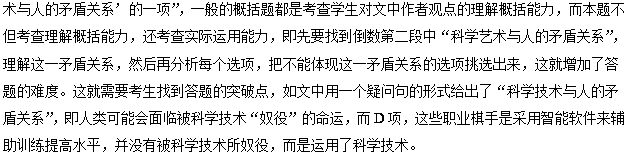 术与人的矛盾关系’的一项”，一般的概括题都是考查学生对文中作者观点的理解概括能力，而本题不
但考查理解概括能力，还考查实际运用能力，即先要找到倒数第二段中“科学艺术与人的矛盾关系”，
理解这一矛盾关系，然后再分析每个选项，把不能体现这一矛盾关系的选项挑选出来，这就增加了答
题的难度。这就需要考生找到答题的突破点，如文中用一个疑问句的形式给出了“科学技术与人的矛
盾关系”，即人类可能会面临被科学技术“奴役”的命运，而 D 项，这些职业棋手是采用智能软件来辅
助训练提高水平，并没有被科学技术所奴役，而是运用了科学技术。